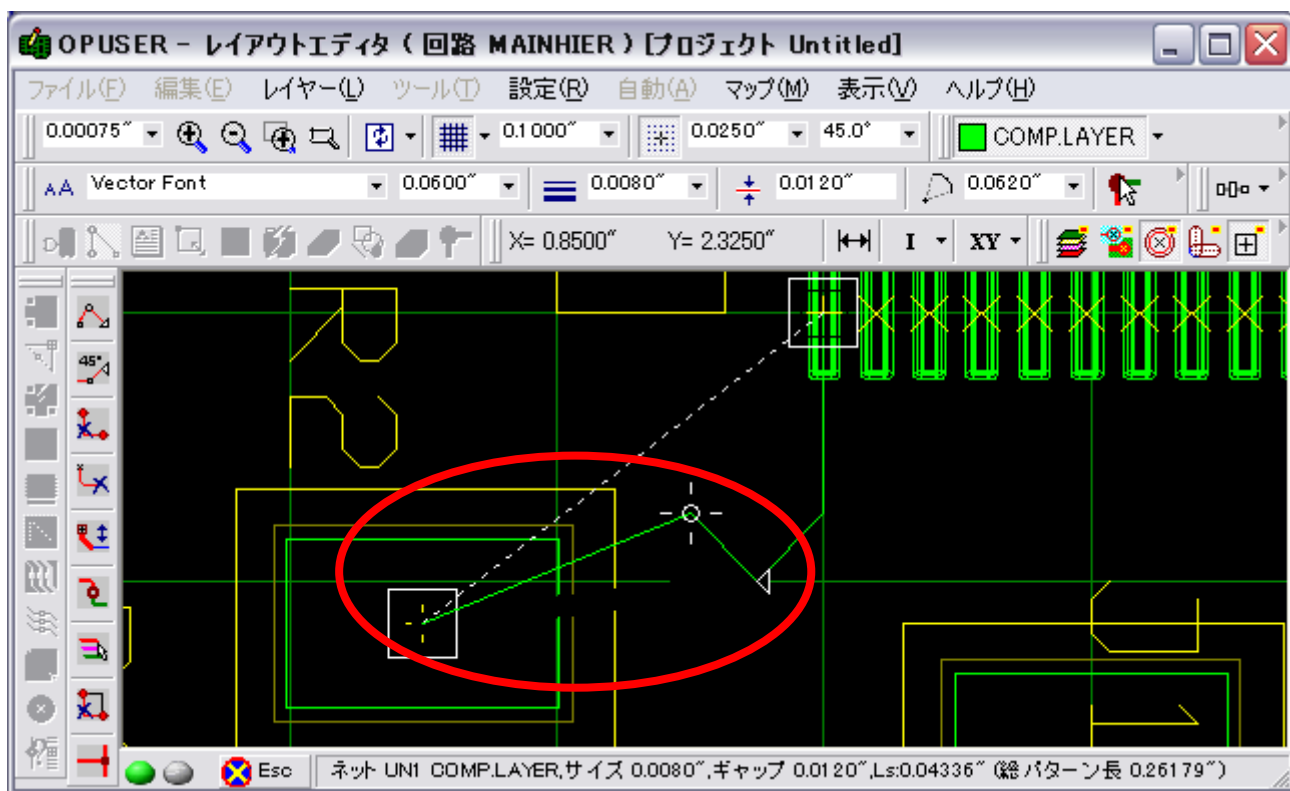 OPUSER - レイアウトエディタ ( 回路 MAINHIER ) [プロジェクト Untitled]
ファイル(F) 編集(E) レイヤー(L) ツール(T) 設定(R) 自動(A) マップ(M) 表示(V) ヘルプ(H)
0.00075" 0.1000" 0.0250" 45.0° COMP.LAYER
AA Vector Font 0.0600" 0.0080" 0.0120" 0.0620"
X= 0.8500" Y= 2.3250" I XY
45°
R
Esc ネット UN1 COMP.LAYER,サイズ 0.0080",ギャップ 0.0120",Ls:0.04336" (総パターン長 0.26179")